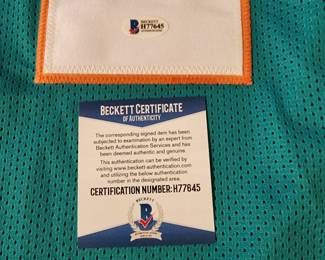 BECKETT
H77645
BECKETT CERTIFICATE
OF AUTHENTICITY
The corresponding signed item has been
subjected to examination by an expert from
Beckett Authentication Services and has
been deemed authentic and genuine.
This authentication can be verified by
visiting www.beckett-authentication.com
and utilizing the below authentication
number in the designated area.
CERTIFICATION NUMBER: H77645
BECKETT
B